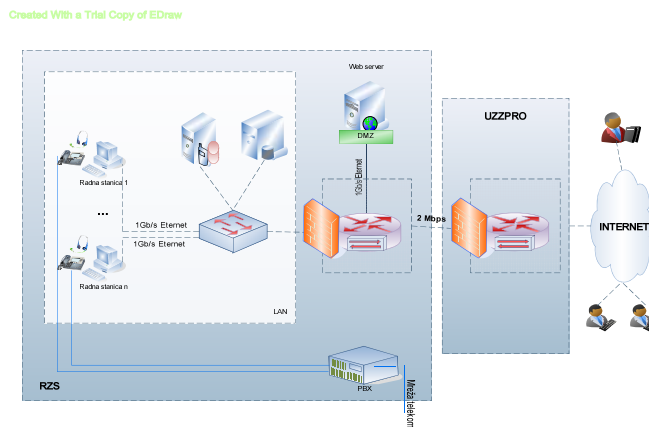 Created With a Trial Copy of EDraw
Web server
DMZ
UZZPRO
Radna stanica 1
...
1Gb/s Eternet
1Gb/s Eternet
1Gb/s Eternet
2 Mbps
INTERNET
Radna stanica n
LAN
RZS
PBX
Mreža telekom